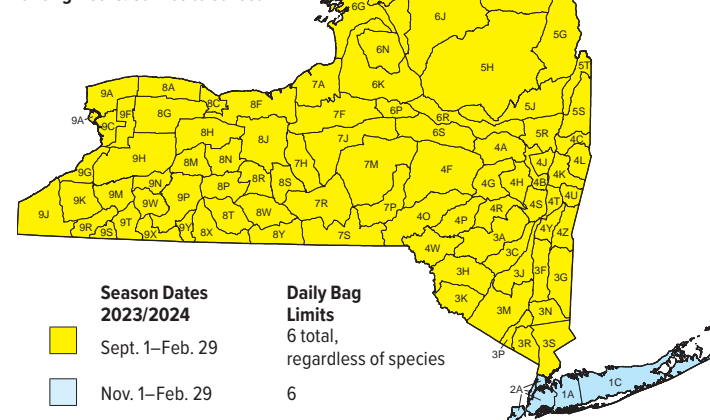 6G
6J
5G
6N
5H
5T
9A
8A
7A
6K
8C
8F
5J
5S
9A
9F
8G
7F
6P
6R
9C
6S
5R
4C
8H
8J
7J
4A
9H
8M
8N
7H
7M
4F
4J
4L
9G
4K
9N
8P
8R
8S
4G
4H
4B
9K
9M
9W
9P
7R
7P
4R
4S
4T
4U
9J
9T
8T
8W
4O
4P
9R
9S
9X
9Y
8X
8Y
7S
3A
4Y
4Z
4W
3C
3H
3J
3F
3G
3K
3M
3N
3P
3R
3S
2A
1A
1C
Season Dates
2023/2024
Daily Bag
Limits
Sept. 1–Feb. 29
6 total,
regardless of species
Nov. 1–Feb. 29
6